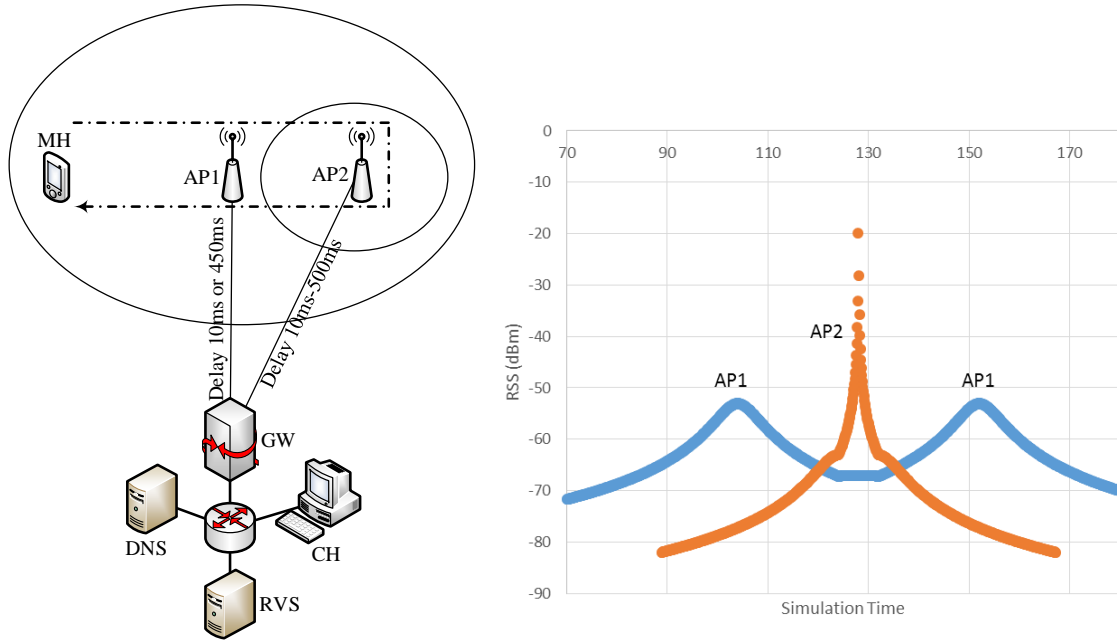 MH
AP1
AP2
Delay 10ms or 450ms
Delay 10ms-500ms
GW
DNS
CH
RVS
0
70
90
110
130
150
170
-10
-20
-30
-40
-50
-60
-70
-80
-90
RSS (dBm)
AP2
AP1
AP1
Simulation Time